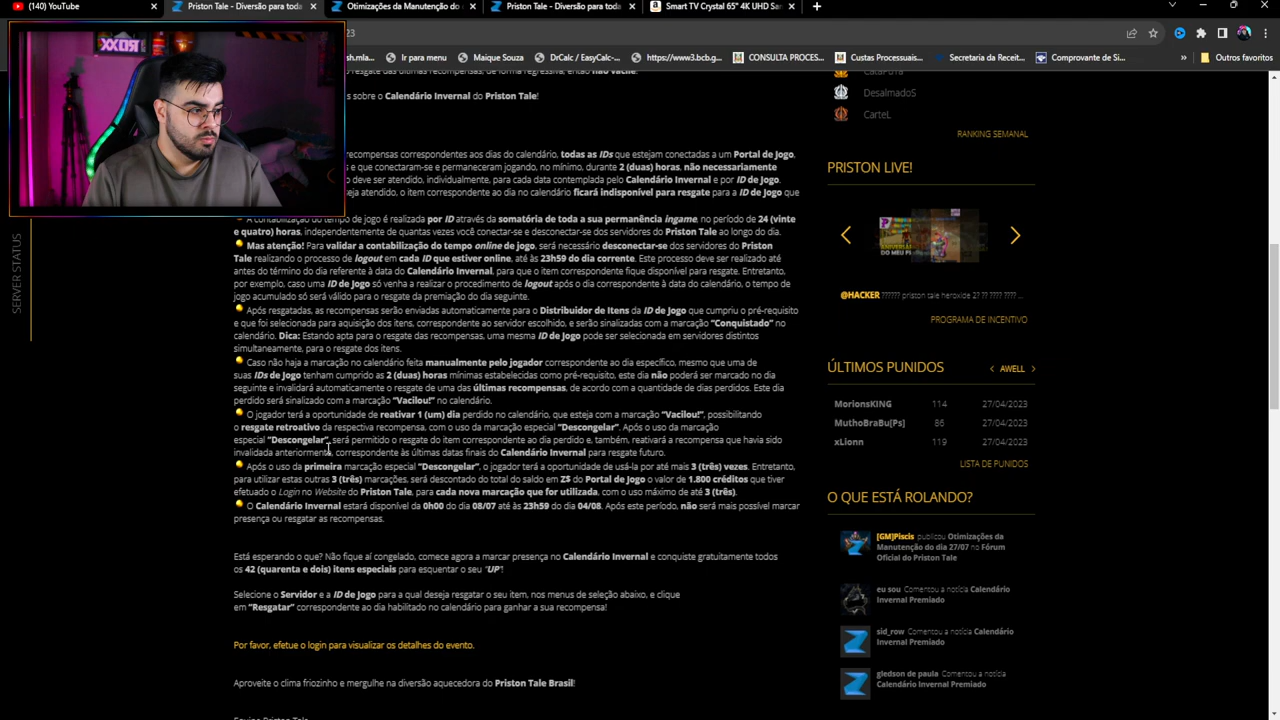 (140) YouTube
Priston Tale - Diversão para toda
Otimizações da Manutenção do
Priston Tale - Diversão para toda
Smart TV Crystal 65" 4K UHD Sa
23
sh.mla...
Ir para menu
Maique Souza
DrCalc / EasyCalc-...
https://www3.bcb.g...
CONSULTA PROCES...
Custas Processuais...
Secretaria da Receit...
Comprovante de Si...
Outros favoritos
SERVER STATUS
s sobre o Calendário Invernal do Priston Tale!
recompensas correspondentes aos dias do calendário, todas as IDs que estejam conectadas a um Portal de Jogo,
s e que conectaram-se e permaneceram jogando, no mínimo, durante 2 (duas) horas, não necessariamente
deve ser atendido, individualmente, para cada data contemplada pelo Calendário Invernal e por ID de Jogo.
seja atendido, o item correspondente ao dia no calendário ficará indisponível para resgate para a ID de Jogo que
A contabilização do tempo de jogo é realizada por ID através da somatória de toda a sua permanência ingame, no período de 24 (vinte
e quatro) horas, independentemente de quantas vezes você conectar-se e desconectar-se dos servidores do Priston Tale ao longo do dia.
Mas atenção! Para validar a contabilização do tempo online de jogo, será necessário desconectar-se dos servidores do Priston
Tale realizando o processo de logout em cada ID que estiver online, até às 23h59 do dia corrente. Este processo deve ser realizado até
antes do término do dia referente à data do Calendário Invernal, para que o item correspondente fique disponível para resgate. Entretanto,
por exemplo, caso uma ID de Jogo só venha a realizar o procedimento de logout após o dia correspondente à data do calendário, o tempo de
jogo acumulado só será válido para o resgate da premiação do dia seguinte.
Após resgatadas, as recompensas serão enviadas automaticamente para o Distribuidor de Itens da ID de Jogo que cumpriu o pré-requisito
e que foi selecionada para aquisição dos itens, correspondente ao servidor escolhido, e serão sinalizadas com a marcação "Conquistado" no
calendário. Dica: Estando apta para o resgate das recompensas, uma mesma ID de Jogo pode ser selecionada em servidores distintos
simultaneamente, para o resgate dos itens.
Caso não haja a marcação no calendário feita manualmente pelo jogador correspondente ao dia específico, mesmo que uma de
suas IDs de Jogo tenham cumprido as 2 (duas) horas mínimas estabelecidas como pré-requisito, este dia não poderá ser marcado no dia
seguinte e invalidará automaticamente o resgate de uma das últimas recompensas, de acordo com a quantidade de dias perdidos. Este dia
perdido será sinalizado com a marcação "Vacilou!" no calendário.
O jogador terá a oportunidade de reativar 1 (um) dia perdido no calendário, que esteja com a marcação "Vacilou!", possibilitando
o resgate retroativo da respectiva recompensa, com o uso da marcação especial "Descongelar". Após o uso da marcação
especial "Descongelar", será permitido o resgate do item correspondente ao dia perdido e, também, reativará a recompensa que havia sido
invalidada anteriormente, correspondente às últimas datas finais do Calendário Invernal para resgate futuro.
Após o uso da primeira marcação especial "Descongelar", o jogador terá a oportunidade de usá-la por até mais 3 (três) vezes. Entretanto,
para utilizar estas outras 3 (três) marcações, será descontado do total do saldo em Z$ do Portal de Jogo o valor de 1.800 créditos que tiver
efetuado o Login no Website do Priston Tale, para cada nova marcação que for utilizada, com o uso máximo de até 3 (três).
O Calendário Invernal estará disponível da 0h00 do dia 08/07 até às 23h59 do dia 04/08. Após este período, não será mais possível marcar
presença ou resgatar as recompensas.
Está esperando o que? Não fique aí congelado, comece agora a marcar presença no Calendário Invernal e conquiste gratuitamente todos
os 42 (quarenta e dois) itens especiais para esquentar o seu "UP"!
Selecione o Servidor e a ID de Jogo para a qual deseja resgatar o seu item, nos menus de seleção abaixo, e clique
em "Resgatar" correspondente ao dia habilitado no calendário para ganhar a sua recompensa!
Por favor, efetue o login para visualizar os detalhes do evento.
Aproveite o clima friozinho e mergulhe na diversão aquecedora do Priston Tale Brasil!
DesalmadoS
CarteL
RANKING SEMANAL
PRISTON LIVE!
@HACKER ?????? priston tale heroxide 2? ?? ???? ???? ...
PROGRAMA DE INCENTIVO
ÚLTIMOS PUNIDOS
AWELL
MorionsKING 114 27/04/2023
MuthoBraBu[Ps] 86 27/04/2023
xLionn 119 27/04/2023
LISTA DE PUNIDOS
O QUE ESTÁ ROLANDO?
[GM]Piscis publicou Otimizações da
Manutenção do dia 27/07 no Fórum
Oficial do Priston Tale
eu sou Comentou a notícia Calendário
Invernal Premiado
sid_row Comentou a notícia Calendário
Invernal Premiado
gledson de paula Comentou a notícia
Calendário Invernal Premiado